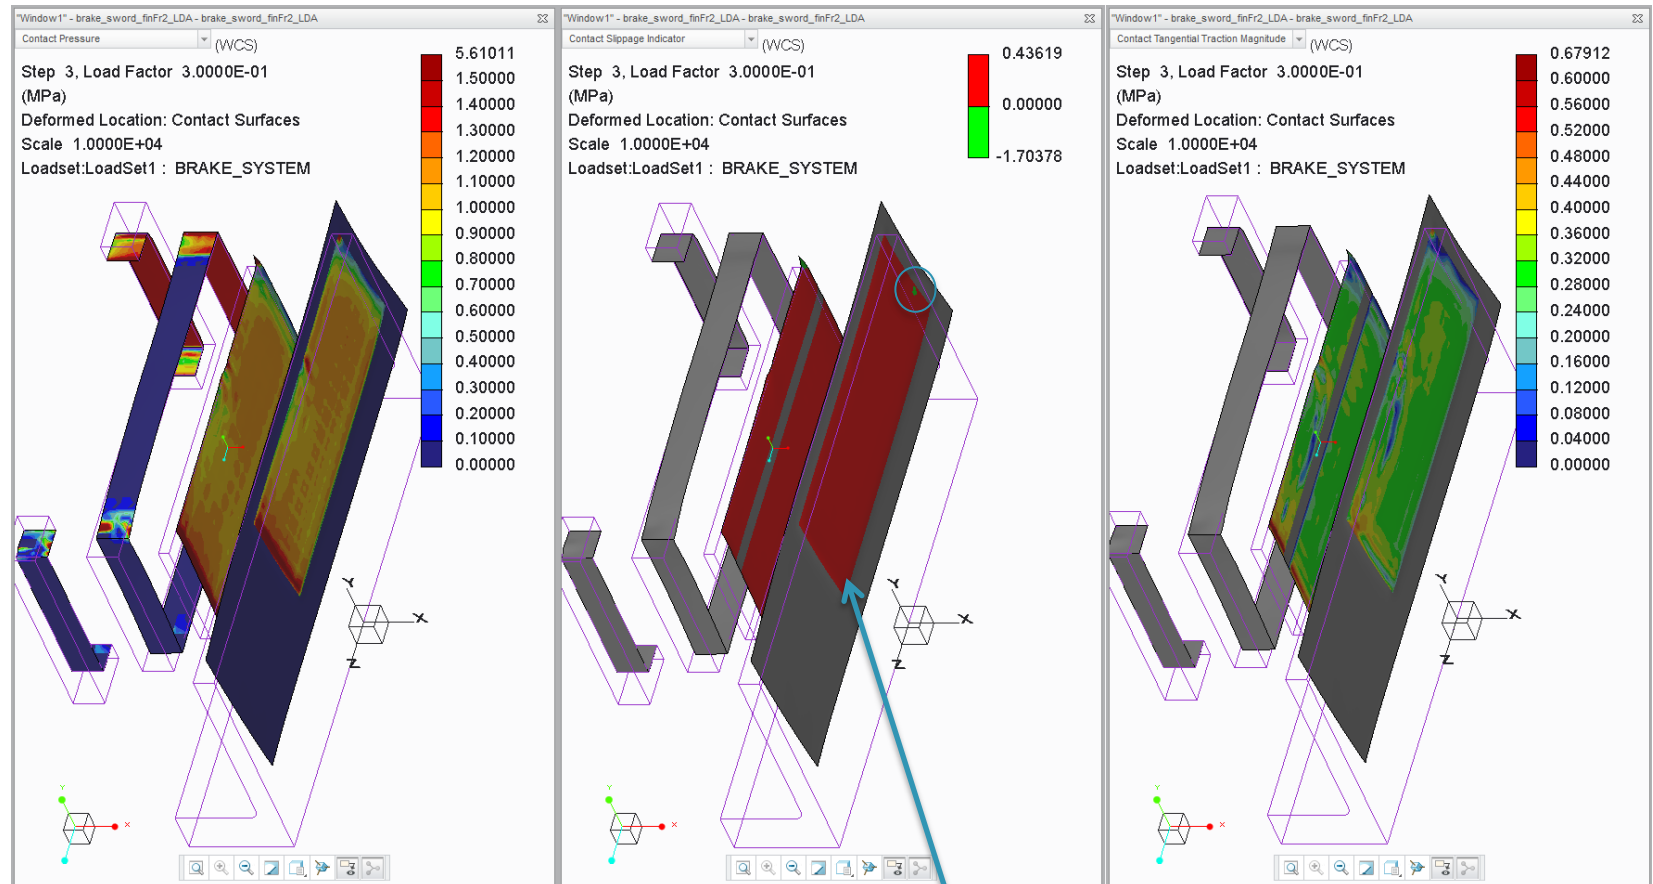 "Window1" - brake_sword_finFr2_LDA - brake_sword_finFr2_LDA
Contact Pressure
(WCS)
Step 3, Load Factor 3.0000E-01
(MPa)
Deformed Location: Contact Surfaces
Scale 1.0000E+04
Loadset:LoadSet1 : BRAKE_SYSTEM
5.61011
1.50000
1.40000
1.30000
1.20000
1.10000
1.00000
0.90000
0.80000
0.70000
0.60000
0.50000
0.40000
0.30000
0.20000
0.10000
0.00000
Y
X
Z
Y
X
"Window1" - brake_sword_finFr2_LDA - brake_sword_finFr2_LDA
Contact Slippage Indicator
(WCS)
Step 3, Load Factor 3.0000E-01
(MPa)
Deformed Location: Contact Surfaces
Scale 1.0000E+04
Loadset:LoadSet1 : BRAKE_SYSTEM
0.43619
0.00000
-1.70378
Y
X
Z
Y
X
"Window1" - brake_sword_finFr2_LDA - brake_sword_finFr2_LDA
Contact Tangential Traction Magnitude
(WCS)
Step 3, Load Factor 3.0000E-01
(MPa)
Deformed Location: Contact Surfaces
Scale 1.0000E+04
Loadset:LoadSet1 : BRAKE_SYSTEM
0.67912
0.60000
0.56000
0.52000
0.48000
0.44000
0.40000
0.36000
0.32000
0.28000
0.24000
0.20000
0.16000
0.12000
0.08000
0.04000
0.00000
Y
X
Z
Y
X